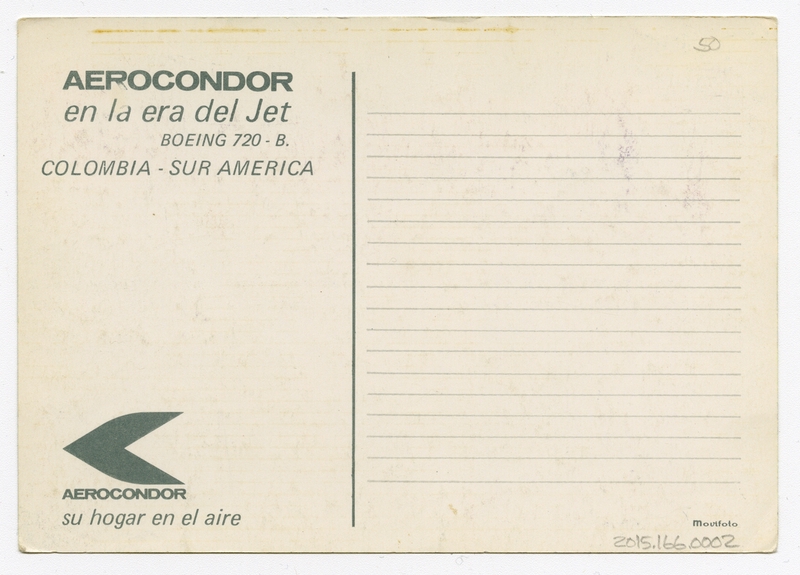 AEROCONDOR
en la era del Jet
BOEING 720 - B.
COLOMBIA - SUR AMERICA
AEROCONDOR
su hogar en el aire
50
Movifoto
2015.166.0002